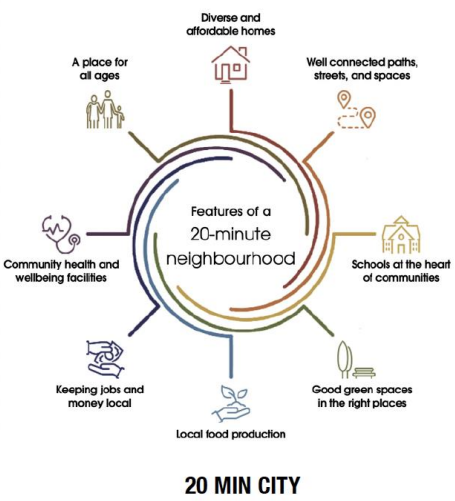 Diverse and
affordable homes
A place for
all ages
Well connected paths,
streets, and spaces
Features of a
20-minute
neighbourhood
Community health and
wellbeing facilities
Schools at the heart
of communities
Keeping jobs and
money local
Good green spaces
in the right places
Local food production
20 MIN CITY